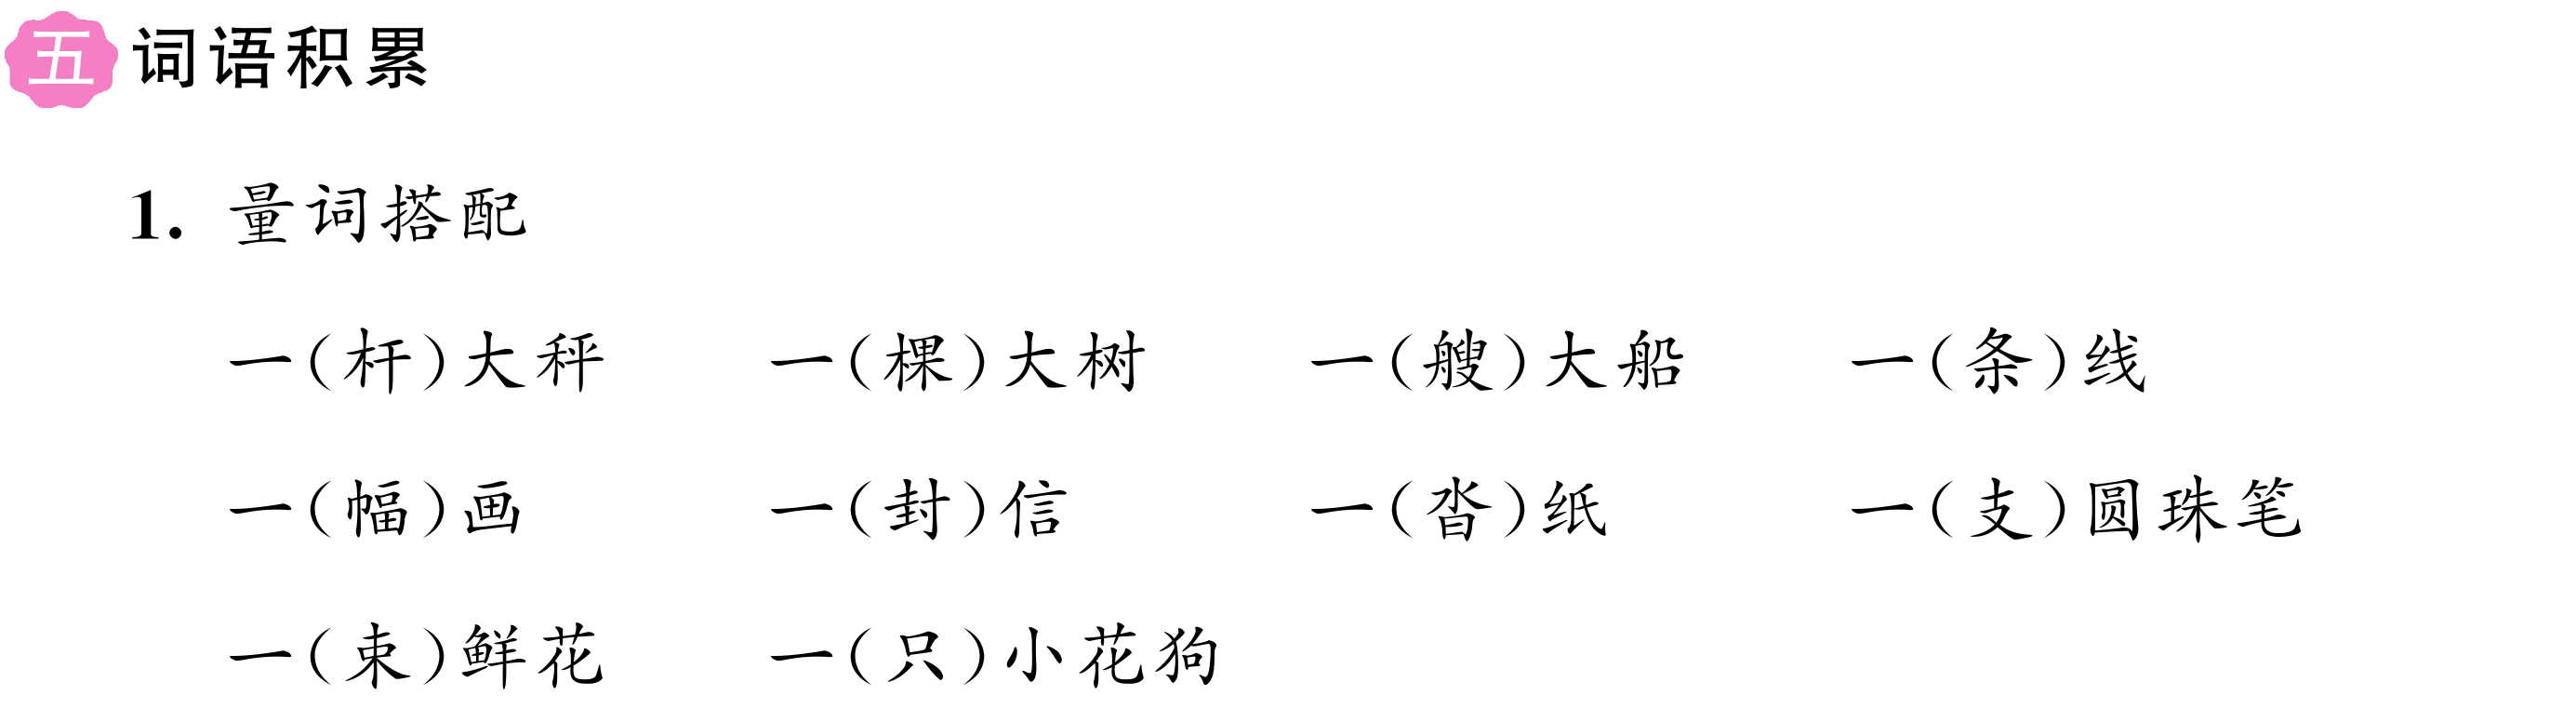 五 词语积累
1. 量词搭配
一(杆)大秤 一(棵)大树 一(艘)大船 一(条)线
一(幅)画 一(封)信 一(沓)纸 一(支)圆珠笔
一(束)鲜花 一(只)小花狗